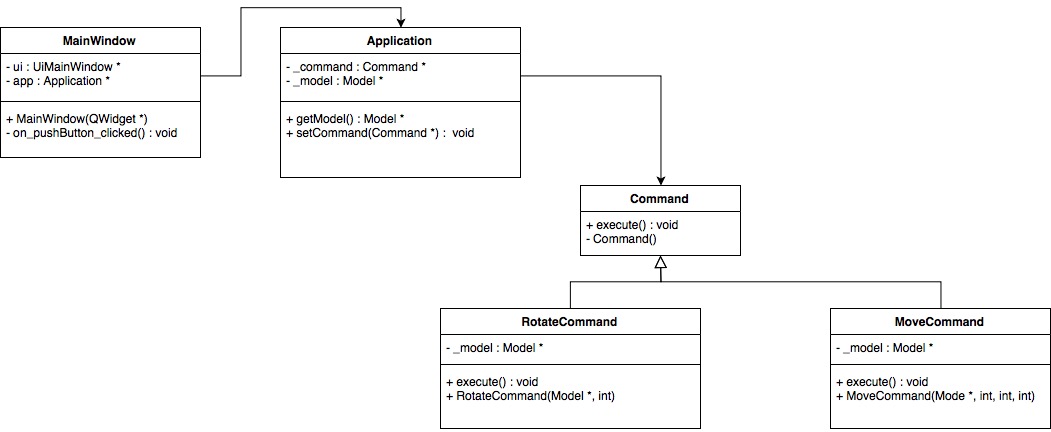 MainWindow
- ui : UiMainWindow *
- app : Application *
+ MainWindow(QWidget *)
- on_pushButton_clicked() : void
Application
- _command : Command *
- _model : Model *
+ getModel() : Model *
+ setCommand(Command *) :  void
Command
+ execute() : void
- Command()
RotateCommand
- _model : Model *
+ execute() : void
+ RotateCommand(Model *, int)
MoveCommand
- _model : Model *
+ execute() : void
+ MoveCommand(Mode *, int, int, int)